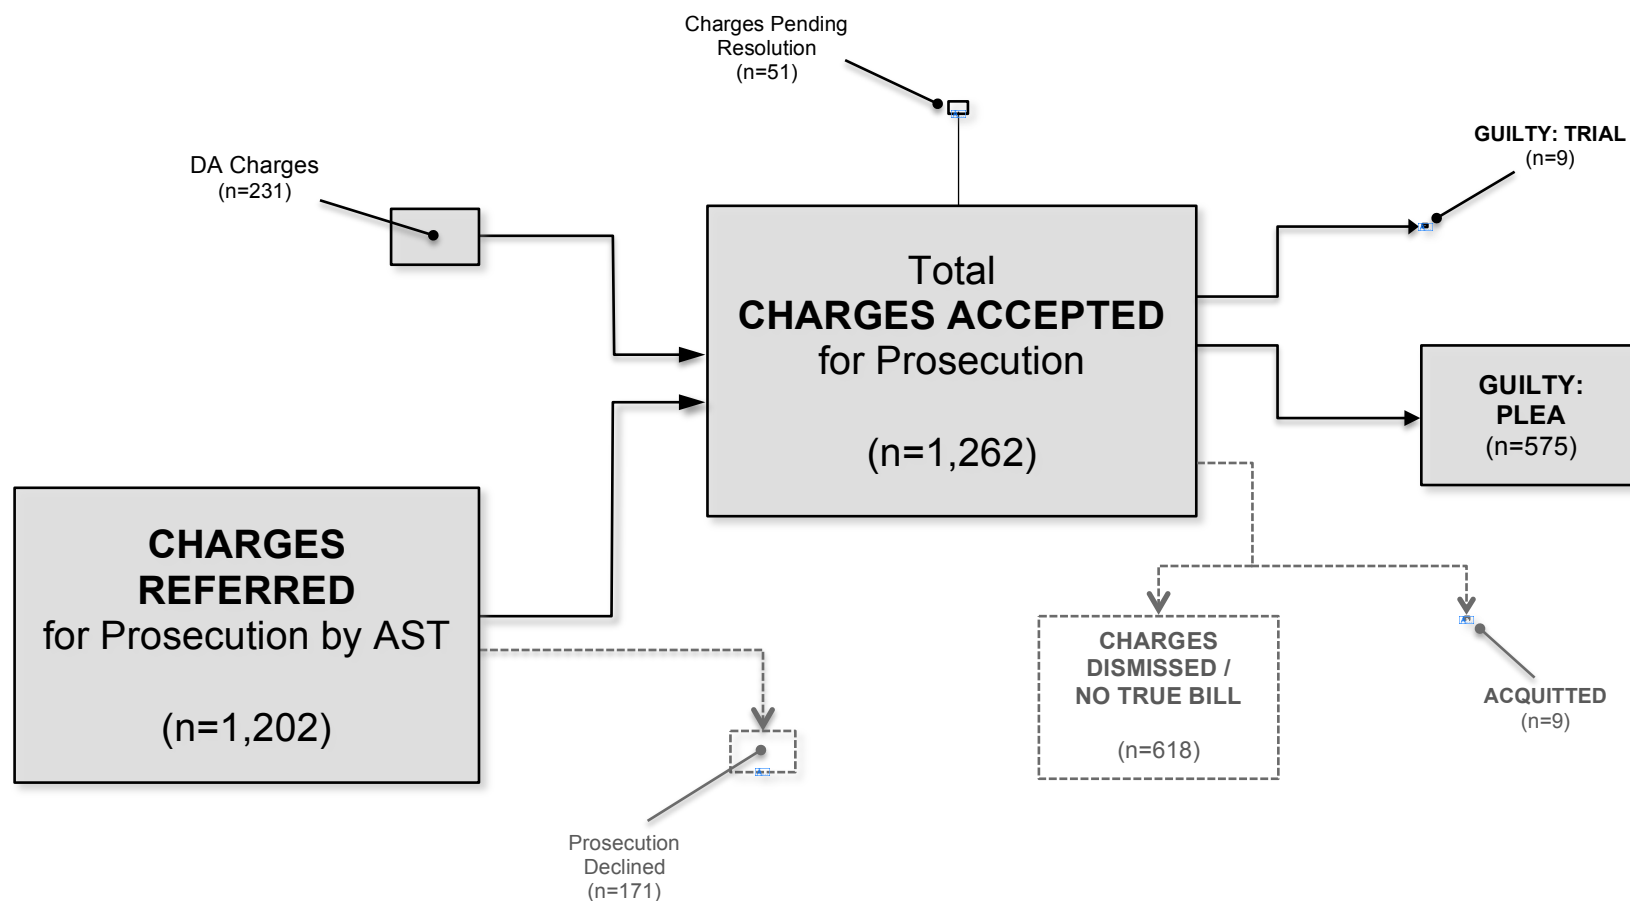 Charges Pending
Resolution
(n=51)
GUILTY: TRIAL
(n=9)
DA Charges
(n=231)
Total
CHARGES ACCEPTED
for Prosecution
(n=1,262)
GUILTY:
PLEA
(n=575)
CHARGES
REFERRED
for Prosecution by AST
(n=1,202)
CHARGES
DISMISSED /
NO TRUE BILL
(n=618)
ACQUITTED
(n=9)
Prosecution
Declined
(n=171)